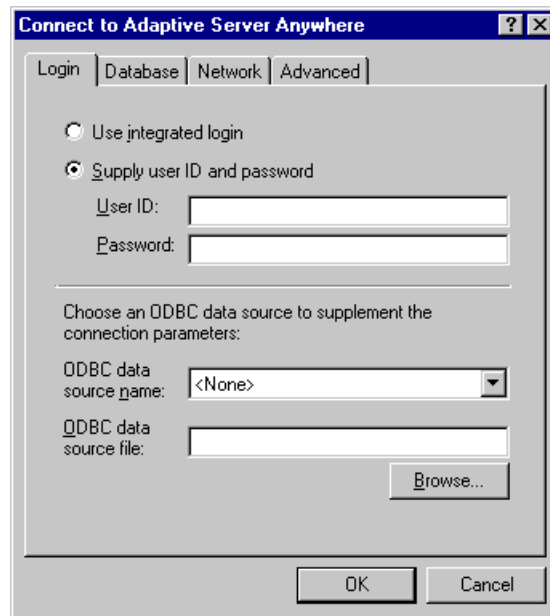 Connect to Adaptive Server Anywhere
Login Database Network Advanced
Use integrated login
Supply user ID and password
User ID:
Password:
Choose an ODBC data source to supplement the
connection parameters:
ODBC data
source name: <None>
ODBC data
source file:
Browse...
OK Cancel